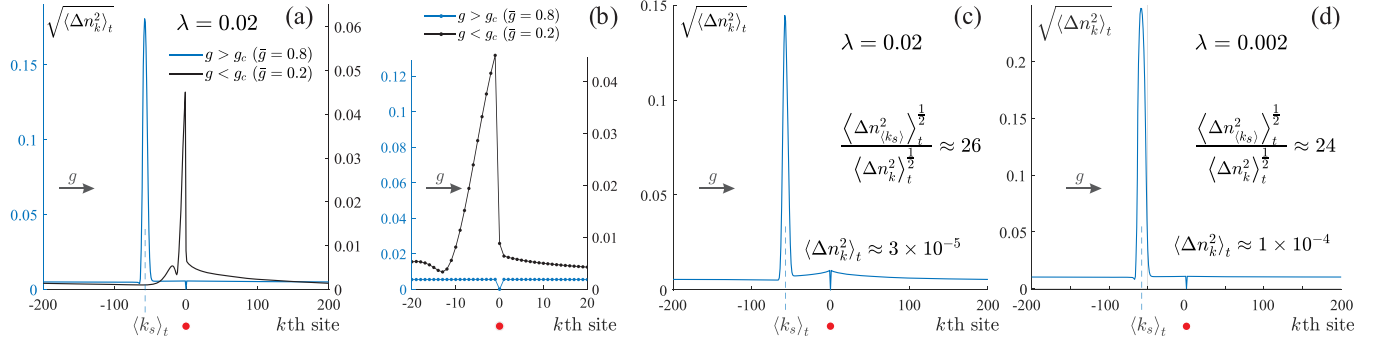 (a)
√⟨Δn_k^2⟩_t
λ = 0.02
g > g_c (ḡ = 0.8)
g < g_c (ḡ = 0.2)
0.15
0.1
0.05
0
0.06
0.05
0.04
0.03
0.02
0.01
0
g
-200
-100
0
100
200
⟨k_s⟩_t
kth site
(b)
g > g_c (ḡ = 0.8)
g < g_c (ḡ = 0.2)
0.12
0.1
0.08
0.06
0.04
0.02
0
0.04
0.02
0
g
-20
-10
0
10
20
kth site
(c)
√⟨Δn_k^2⟩_t
λ = 0.02
0.15
0.1
0.05
0
⟨Δn_⟨k_s⟩^2⟩_t^{1/2} / ⟨Δn_k^2⟩_t^{1/2} ≈ 26
g
⟨Δn_k^2⟩_t ≈ 3 × 10^{-5}
-200
-100
0
100
200
⟨k_s⟩_t
kth site
(d)
√⟨Δn_k^2⟩_t
λ = 0.002
0.2
0.15
0.1
0.05
0
⟨Δn_⟨k_s⟩^2⟩_t^{1/2} / ⟨Δn_k^2⟩_t^{1/2} ≈ 24
g
⟨Δn_k^2⟩_t ≈ 1 × 10^{-4}
-200
-100
0
100
200
⟨k_s⟩_t
kth site